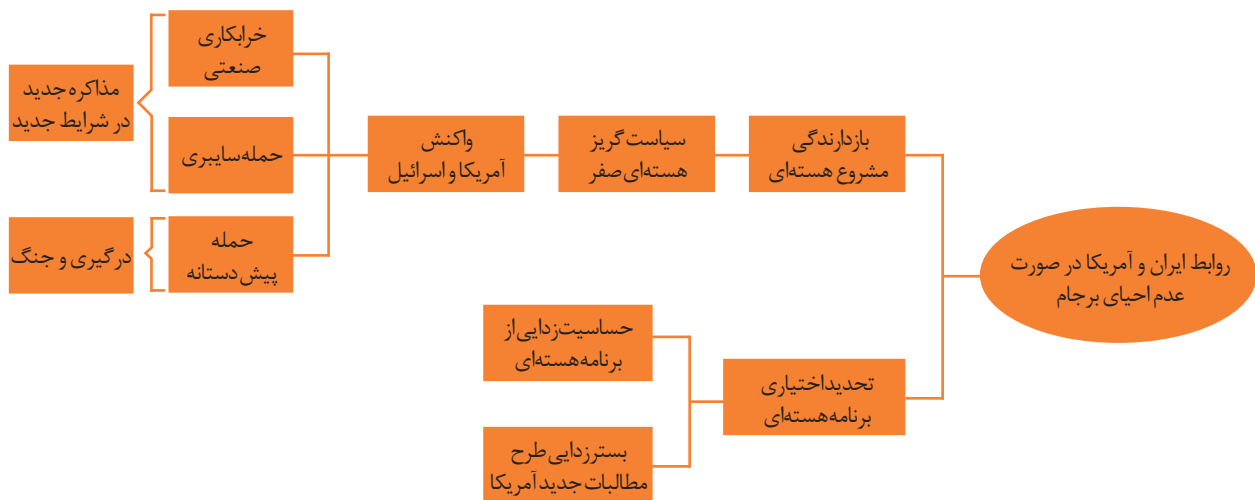 روابط ایران و آمریکا در صورت
عدم احیای برجام
بازدارندگی
مشروع هسته‌ای
سیاست گریز
هسته‌ای صفر
واکنش
آمریکا و اسرائیل
خرابکاری
صنعتی
حمله سایبری
حمله
پیش‌دستانه
مذاکره جدید
در شرایط جدید
درگیری و جنگ
تحدید اختیاری
برنامه هسته‌ای
حساسیت‌زدایی از
برنامه هسته‌ای
بسترزدایی طرح
مطالبات جدید آمریکا